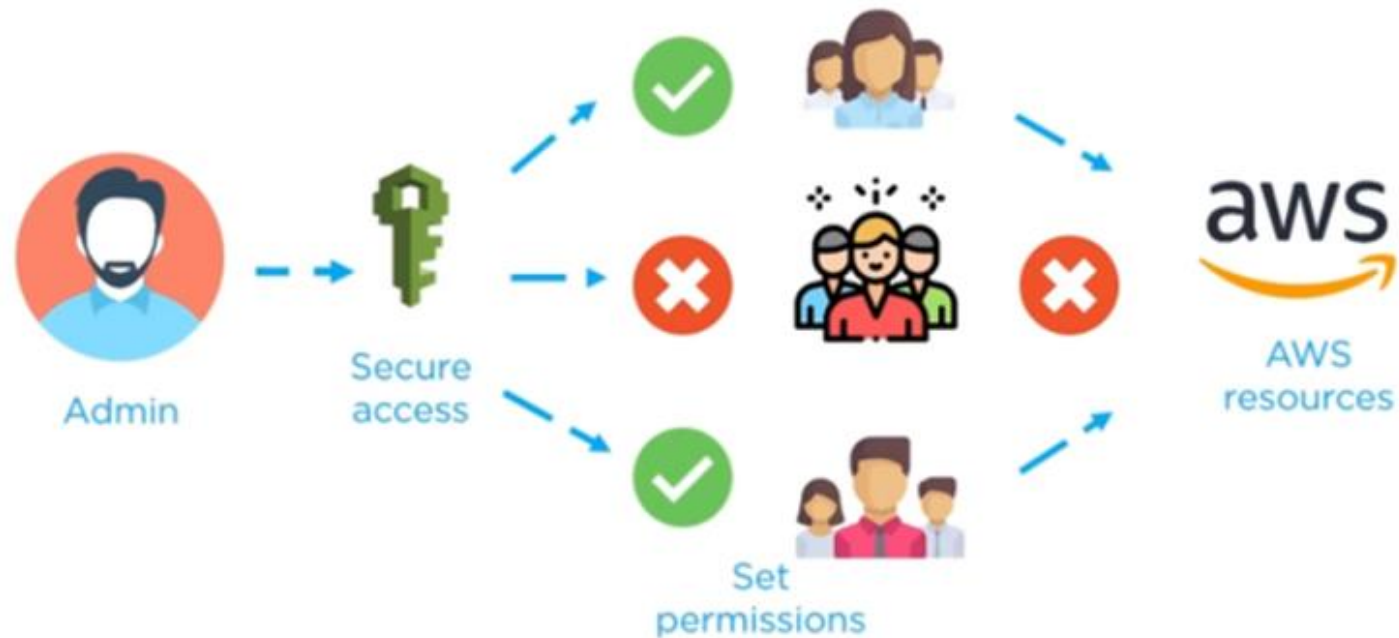 Admin
Secure
access
Set
permissions
aws
AWS
resources